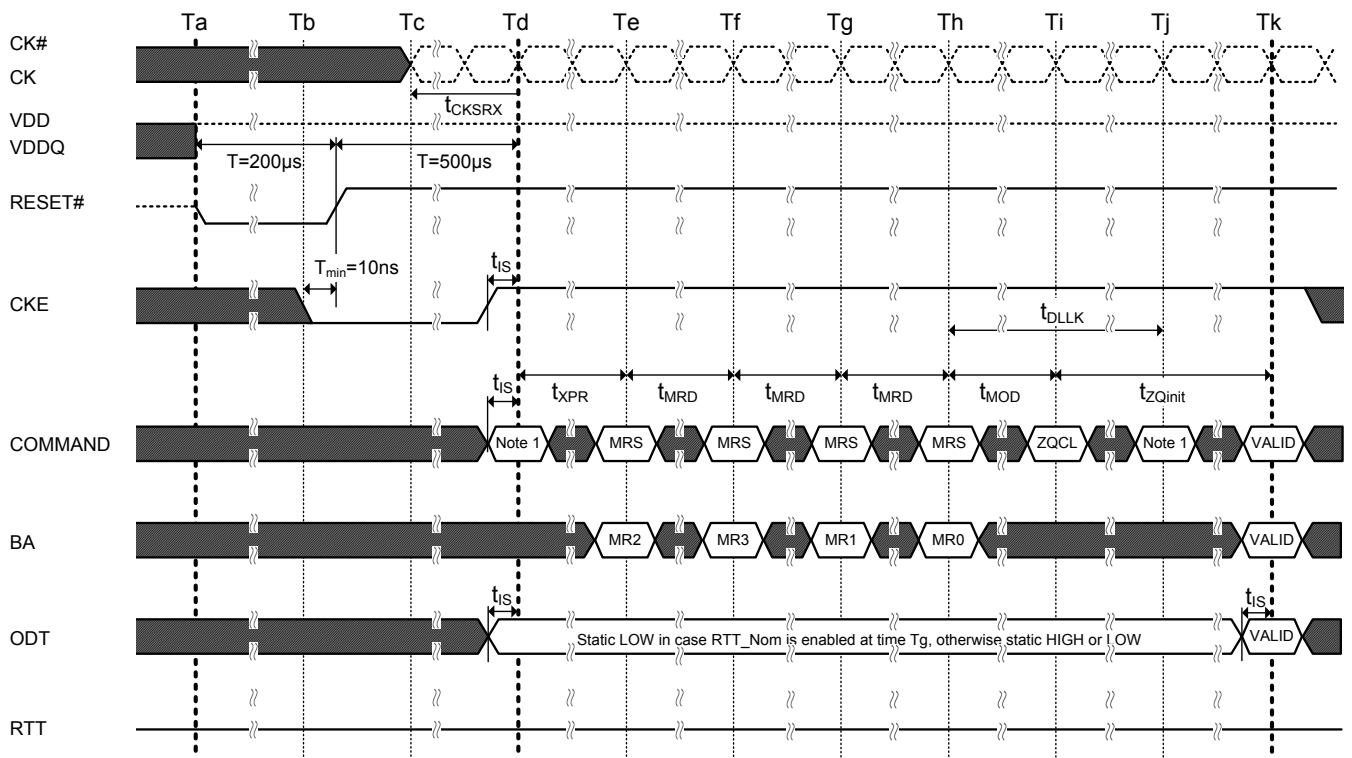 Ta Tb Tc Td Te Tf Tg Th Ti Tj Tk
CK#
CK
tCKSRX
VDD
VDDQ
T=200µs T=500µs
RESET#
Tmin=10ns tIS
CKE
tDLLK
tIS tXPR tMRD tMRD tMRD tMOD tZQinit
COMMAND Note 1 MRS MRS MRS MRS ZQCL Note 1 VALID
BA MR2 MR3 MR1 MR0 VALID
tIS tIS
ODT Static LOW in case RTT_Nom is enabled at time Tg, otherwise static HIGH or LOW VALID
RTT